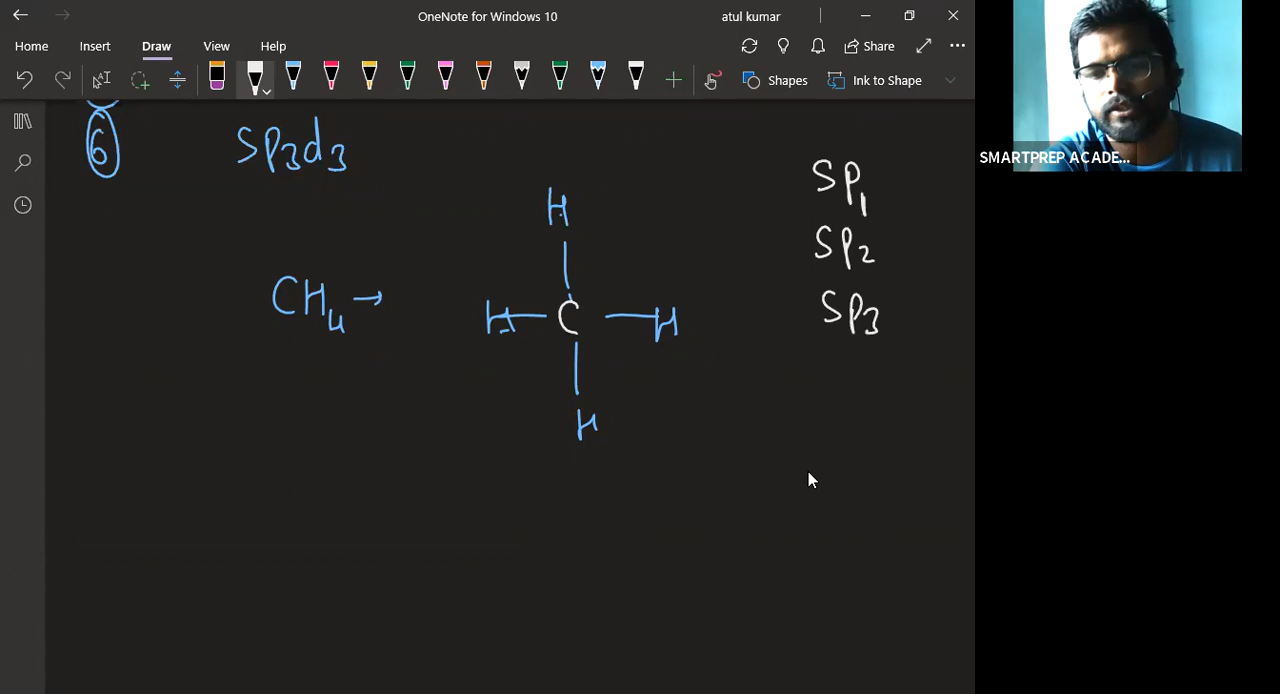 OneNote for Windows 10
atul kumar
Home Insert Draw View Help
Share
Shapes
Ink to Shape
SMARTPREP ACADE...
6 SP3d3
SP1
SP2
SP3
H
CH4 → H C H
H